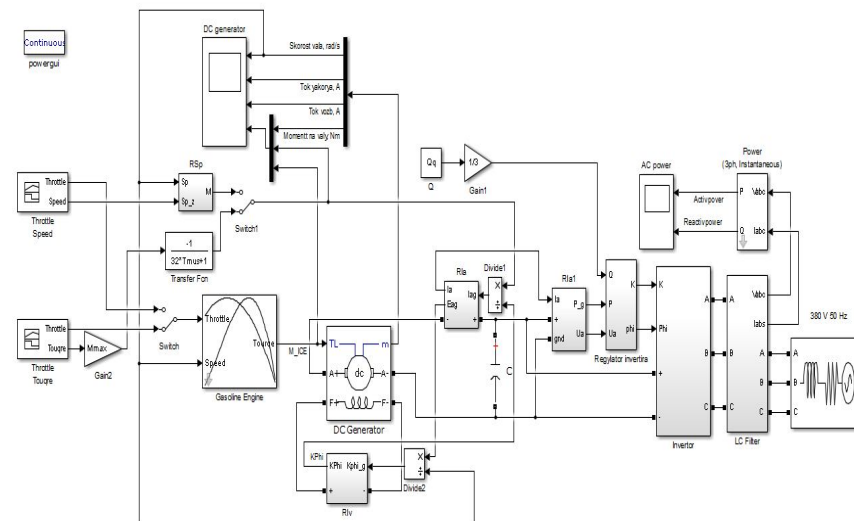 Continuous
powergui
DC generator
Skorost vala, rad/s
Tok yakorya, A
Tok vozb, A
Momentt na valy, Nm
Throttle
Speed
Throttle
Speed
RSp
Sp
Sp_z
M
Switch1
-1
32*Tmus+1
Transfer Fcn
Throttle
Touqre
Throttle
Touqre
Mmax
Gain2
Switch
Throttle
Speed
Tourqe
Gasoline Engine
M_ICE
TL
m
dc
A+
A-
F+
F-
DC Generator
KPhi
KPhi
Kphi_g
+
-
RIv
Divide2
×
÷
Qq
Q
1/3
Gain1
RIa
Ia
Iag
Eag
-
+
Divide1
×
÷
C
RIa1
Ia
+
gnd
P_g
Ua
Q
P
Ua
K
phi
Regylator invertira
K
Phi
+
-
A
B
C
Invertor
A
B
C
Vabc
Iabs
A
B
C
LC Filter
AC power
Activpover
Reactivpower
Power
(3ph, Instantaneous)
P
Q
Vabc
Iabc
380 V 50 Hz
A
B
C